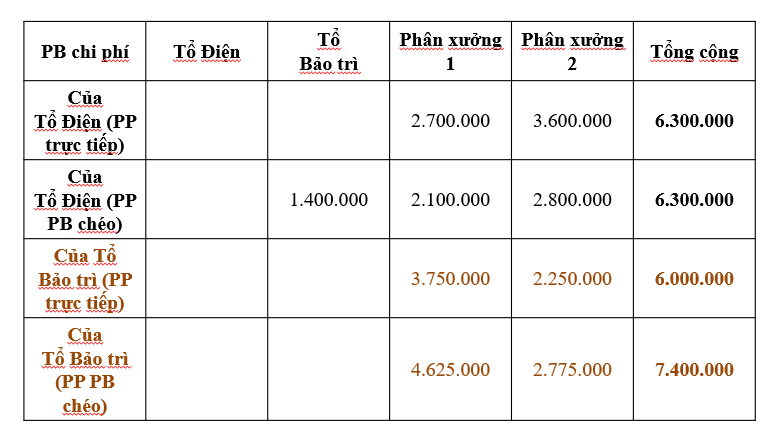 PB chi phí
Tổ Điện
Tổ
Bảo trì
Phân xưởng
1
Phân xưởng
2
Tổng cộng
Của
Tổ Điện (PP
trực tiếp)
2.700.000
3.600.000
6.300.000
Của
Tổ Điện (PP
PB chéo)
1.400.000
2.100.000
2.800.000
6.300.000
Của Tổ
Bảo trì (PP
trực tiếp)
3.750.000
2.250.000
6.000.000
Của
Tổ Bảo trì
(PP PB
chéo)
4.625.000
2.775.000
7.400.000